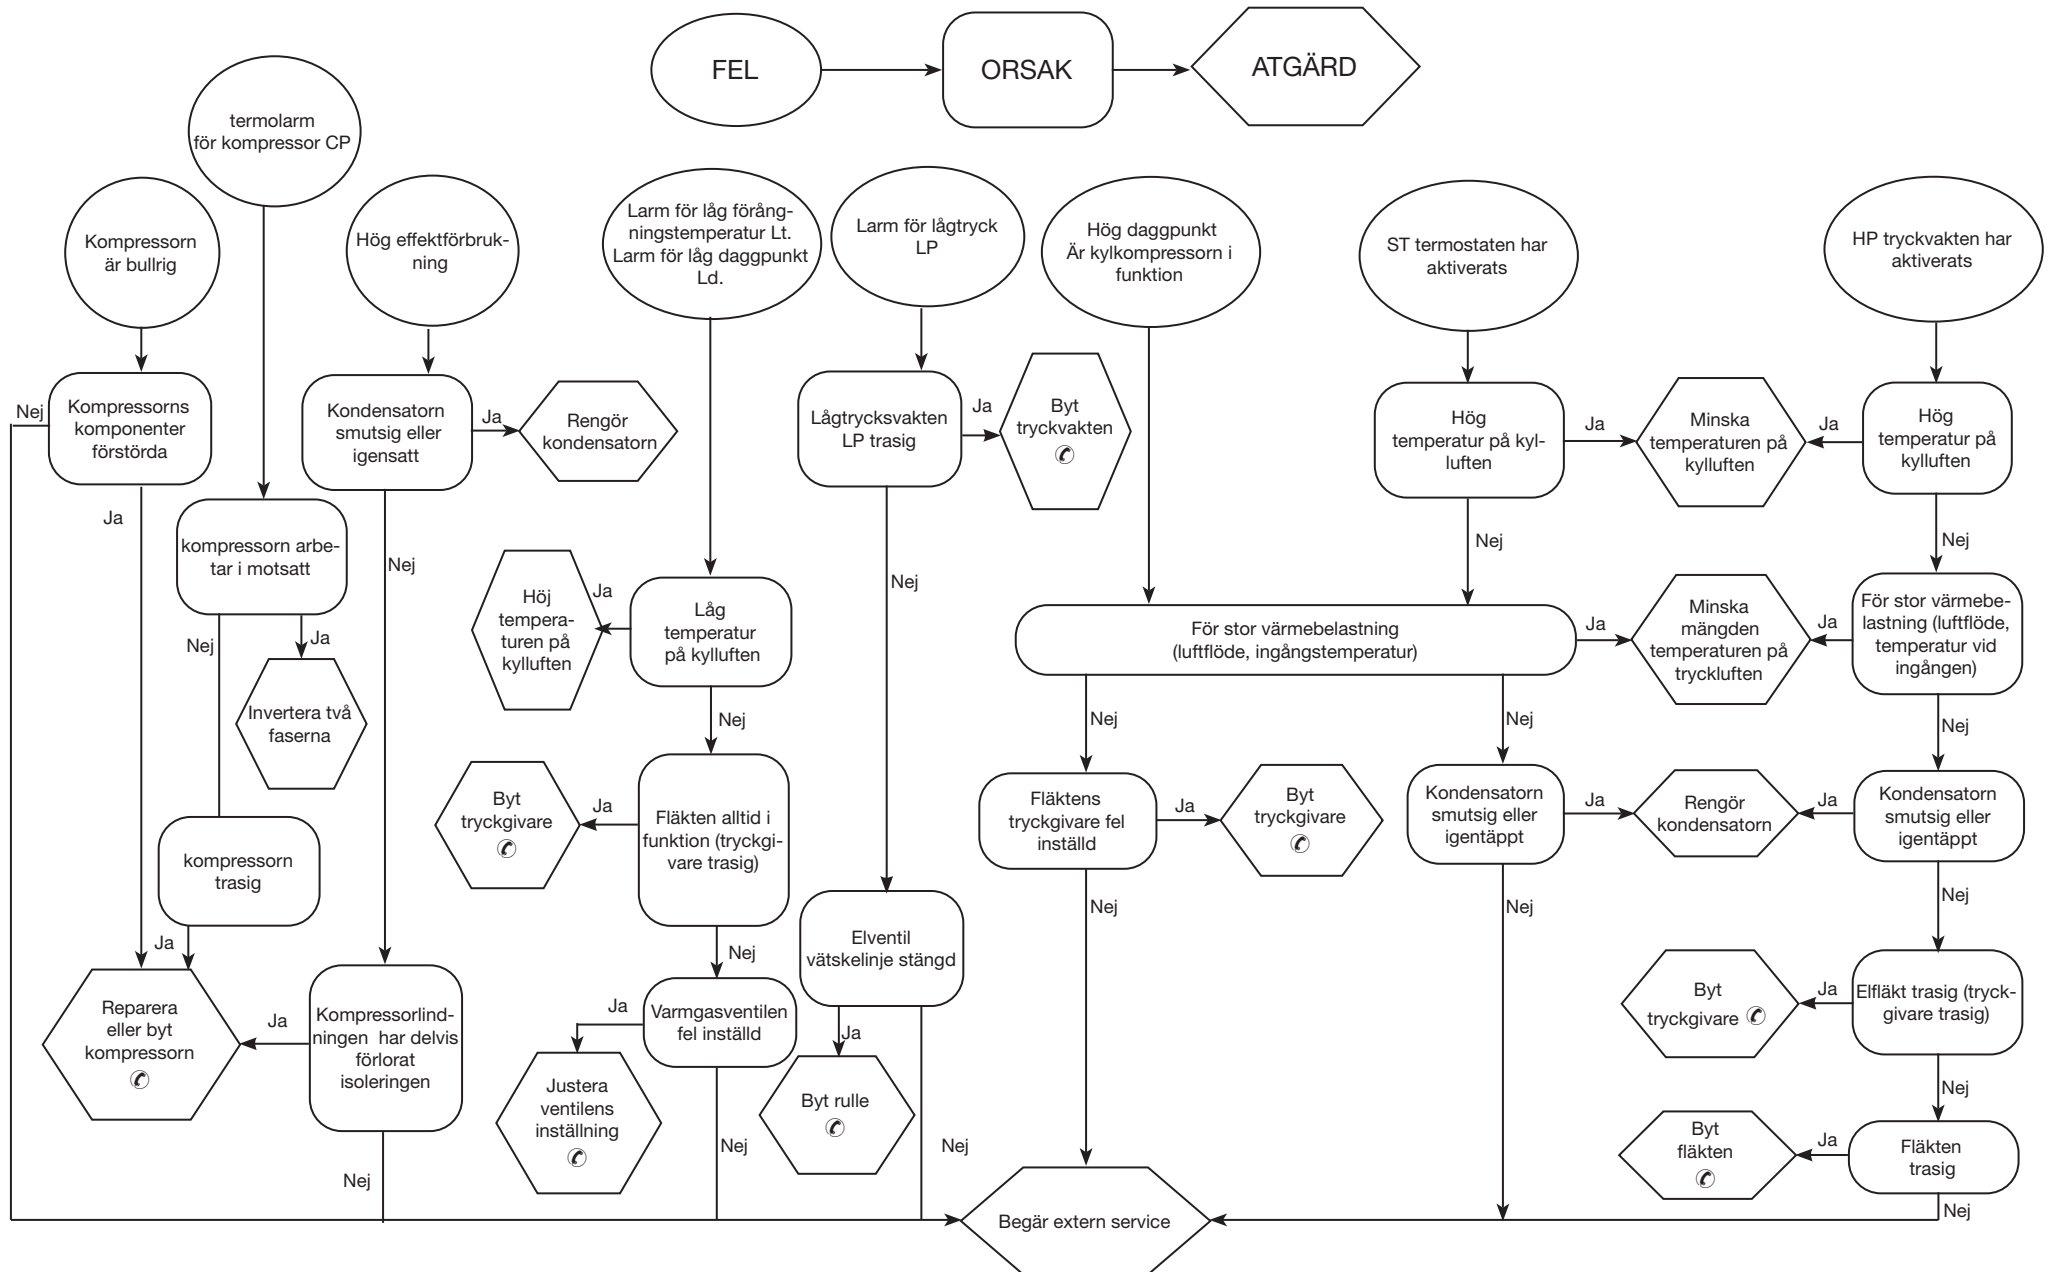 FEL
ORSAK
ATGÄRD
termolarm
för kompressor CP
Kompressorn
är bullrig
Hög effektförbruk-
ning
Larm för låg förång-
ningstemperatur Lt.
Larm för låg daggpunkt
Ld.
Larm för lågtryck
LP
Hög daggpunkt
Är kylkompressorn i
funktion
ST termostaten har
aktiverats
HP tryckvakten har
aktiverats
Nej
Kompressorns
komponenter
förstörda
Ja
kompressorn arbe-
tar i motsatt
Nej
Ja
Invertera två
faserna
kompressorn
trasig
Ja
Reparera
eller byt
kompressorn
✆
Kondensatorn
smutsig eller
igensatt
Ja
Rengör
kondensatorn
Nej
Kompressorlind-
ningen har delvis
förlorat
isoleringen
Ja
Nej
Låg
temperatur
på kylluften
Ja
Höj
tempera-
turen på
kylluften
Nej
Fläkten alltid i
funktion (tryckgi-
vare trasig)
Ja
Byt
tryckgivare
✆
Nej
Varmgasventilen
fel inställd
Ja
Justera
ventilens
inställning
✆
Nej
Lågtrycksvakten
LP trasig
Ja
Byt
tryckvakten
✆
Nej
Elventil
vätskelinje stängd
Ja
Byt rulle
✆
Nej
Hög
temperatur på kyl-
luften
Ja
Minska
temperaturen på
kylluften
Ja
Hög
temperatur på
kylluften
Nej
Nej
För stor värmebelastning
(luftflöde, ingångstemperatur)
Ja
Minska
mängden
temperaturen på
tryckluften
Ja
För stor värmebe-
lastning (luftflöde,
temperatur vid
ingången)
Nej
Nej
Nej
Fläktens
tryckgivare fel
inställd
Ja
Byt
tryckgivare
✆
Kondensatorn
smutsig eller
igentäppt
Ja
Rengör
kondensatorn
Ja
Kondensatorn
smutsig eller
igentäppt
Nej
Nej
Nej
Elfläkt trasig (tryck-
givare trasig)
Ja
Byt
tryckgivare ✆
Nej
Fläkten
trasig
Ja
Byt
fläkten
✆
Nej
Begär extern service